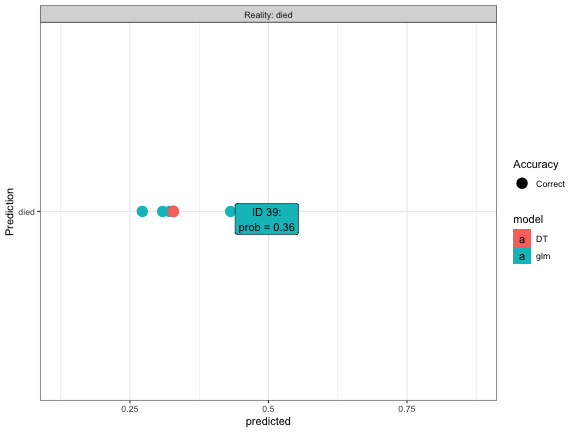 Reality: died
Prediction
died
ID 39:
prob = 0.36
0.25
0.5
0.75
predicted
Accuracy
Correct
model
a DT
a glm